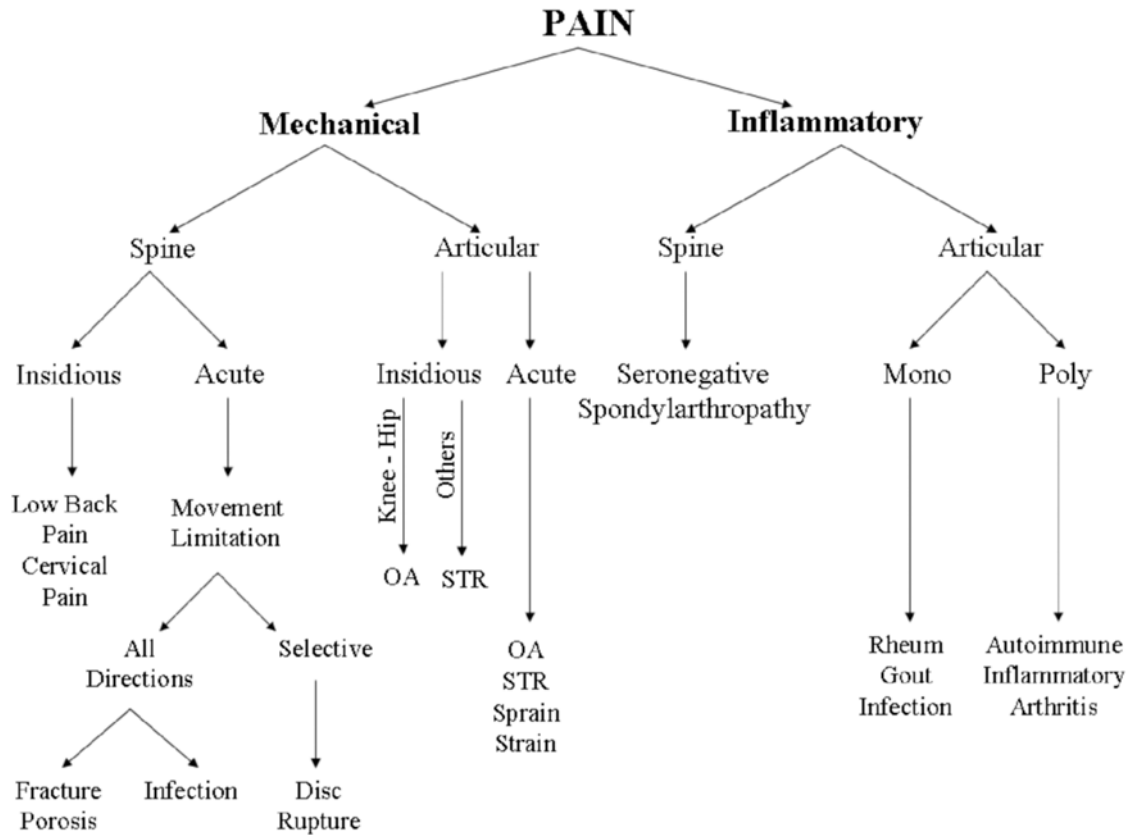 PAIN
Mechanical
Inflammatory
Spine
Articular
Spine
Articular
Insidious
Acute
Insidious
Acute
Seronegative
Spondylarthropathy
Mono
Poly
Knee - Hip
Others
Low Back
Pain
Cervical
Pain
Movement
Limitation
OA
STR
All
Directions
Selective
OA
STR
Sprain
Strain
Rheum
Gout
Infection
Autoimmune
Inflammatory
Arthritis
Fracture
Porosis
Infection
Disc
Rupture